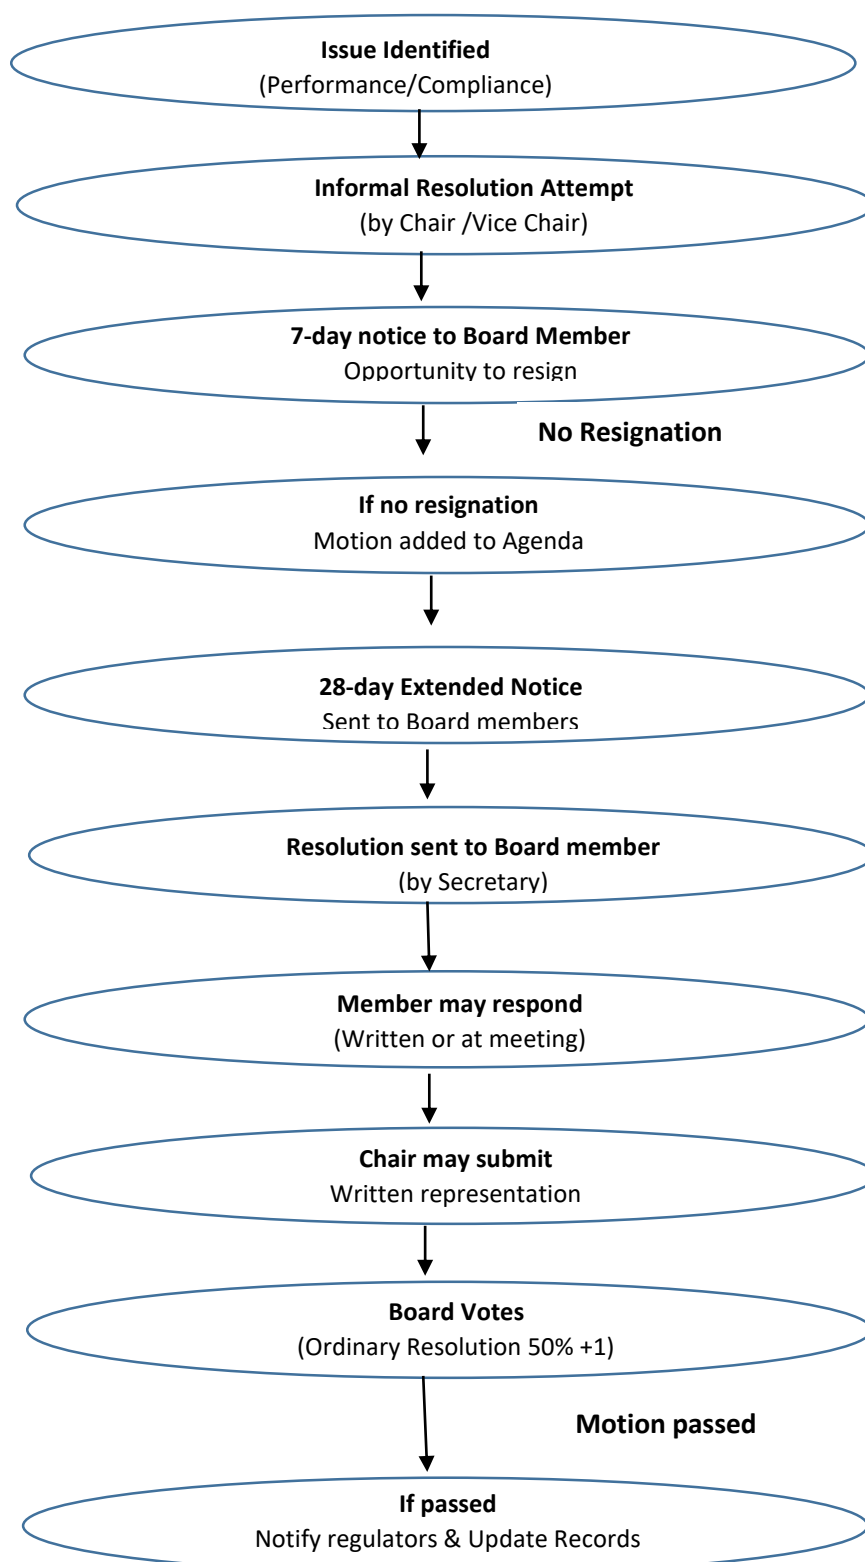 Issue Identified
(Performance/Compliance)
Informal Resolution Attempt
(by Chair /Vice Chair)
7-day notice to Board Member
Opportunity to resign
No Resignation
If no resignation
Motion added to Agenda
28-day Extended Notice
Sent to Board members
Resolution sent to Board member
(by Secretary)
Member may respond
(Written or at meeting)
Chair may submit
Written representation
Board Votes
(Ordinary Resolution 50% +1)
Motion passed
If passed
Notify regulators & Update Records